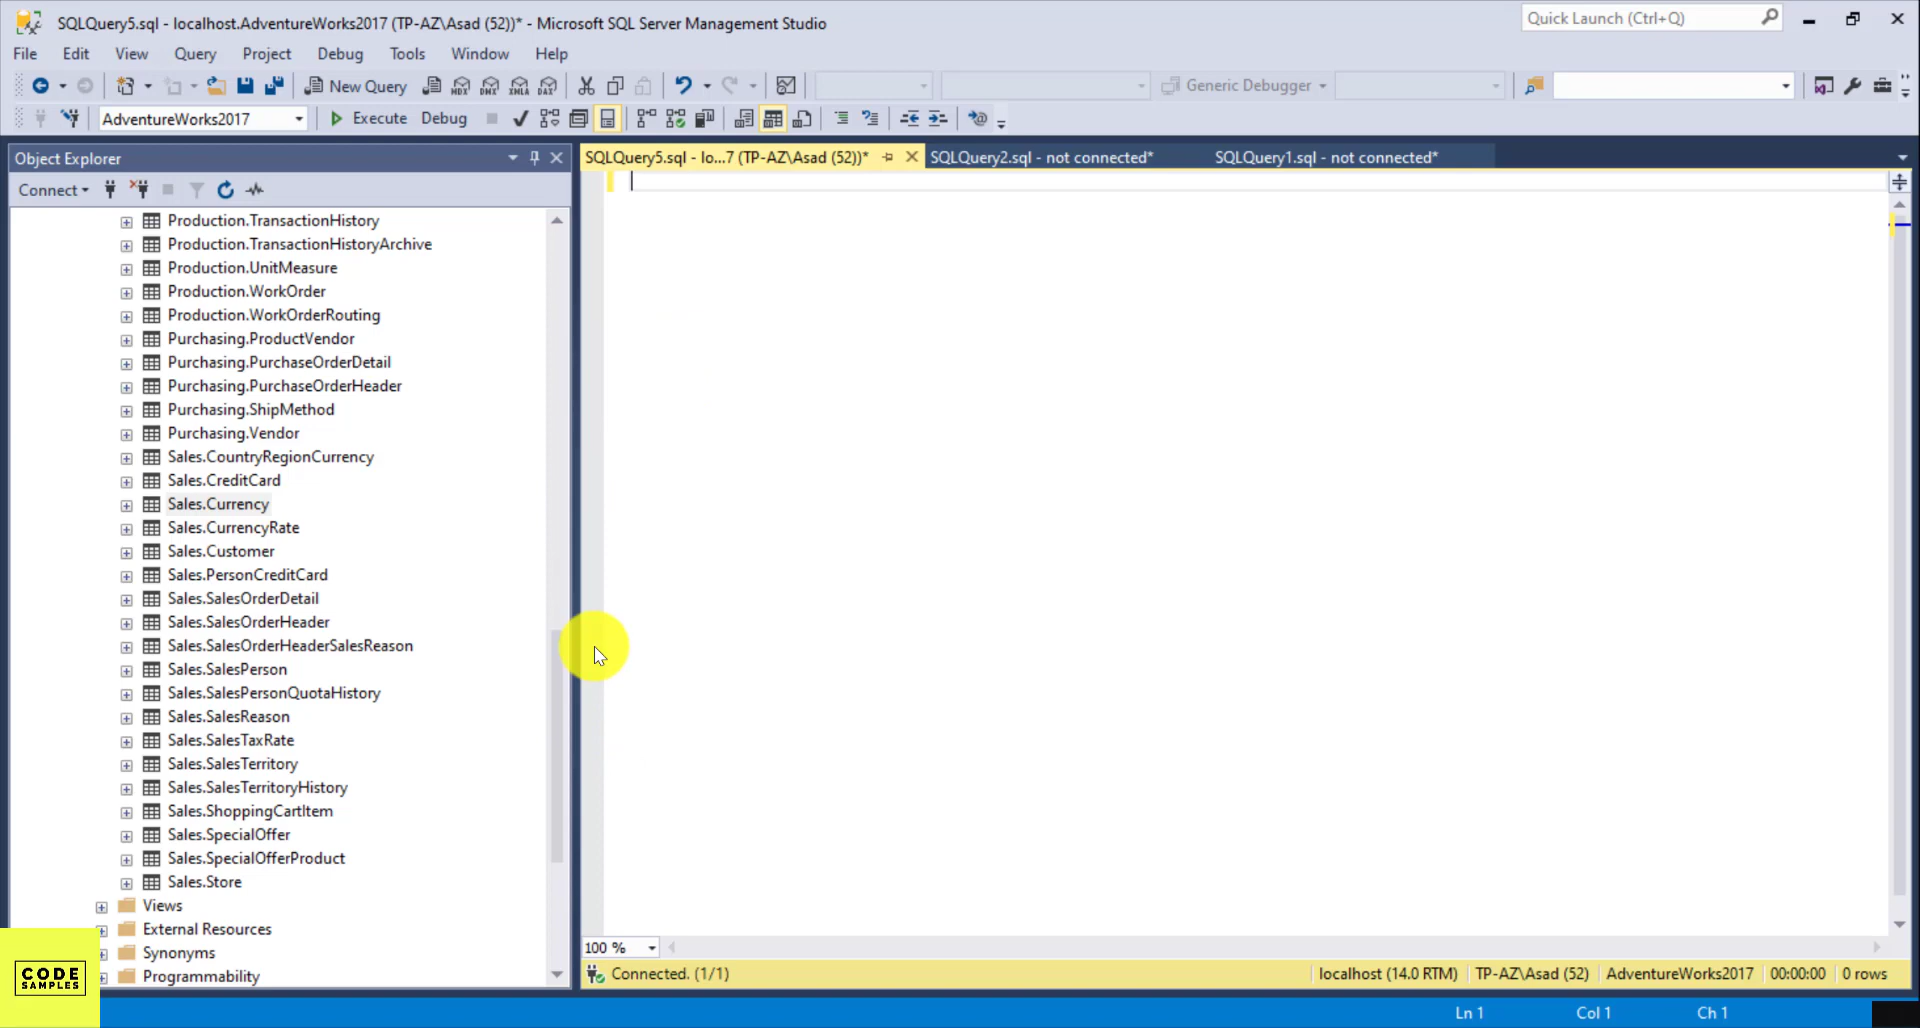 SQLQuery5.sql - localhost.AdventureWorks2017 (TP-AZ\Asad (52))* - Microsoft SQL Server Management Studio
Quick Launch (Ctrl+Q)
File Edit View Query Project Debug Tools Window Help
New Query MDX DMX XMLA DAX Generic Debugger
AdventureWorks2017 Execute Debug
Object Explorer
SQLQuery5.sql - lo...7 (TP-AZ\Asad (52))* SQLQuery2.sql - not connected* SQLQuery1.sql - not connected*
Connect
Production.TransactionHistory
Production.TransactionHistoryArchive
Production.UnitMeasure
Production.WorkOrder
Production.WorkOrderRouting
Purchasing.ProductVendor
Purchasing.PurchaseOrderDetail
Purchasing.PurchaseOrderHeader
Purchasing.ShipMethod
Purchasing.Vendor
Sales.CountryRegionCurrency
Sales.CreditCard
Sales.Currency
Sales.CurrencyRate
Sales.Customer
Sales.PersonCreditCard
Sales.SalesOrderDetail
Sales.SalesOrderHeader
Sales.SalesOrderHeaderSalesReason
Sales.SalesPerson
Sales.SalesPersonQuotaHistory
Sales.SalesReason
Sales.SalesTaxRate
Sales.SalesTerritory
Sales.SalesTerritoryHistory
Sales.ShoppingCartItem
Sales.SpecialOffer
Sales.SpecialOfferProduct
Sales.Store
Views
External Resources
Synonyms
Programmability
100 %
Connected. (1/1) localhost (14.0 RTM) TP-AZ\Asad (52) AdventureWorks2017 00:00:00 0 rows
Ln 1 Col 1 Ch 1
CODE
SAMPLES